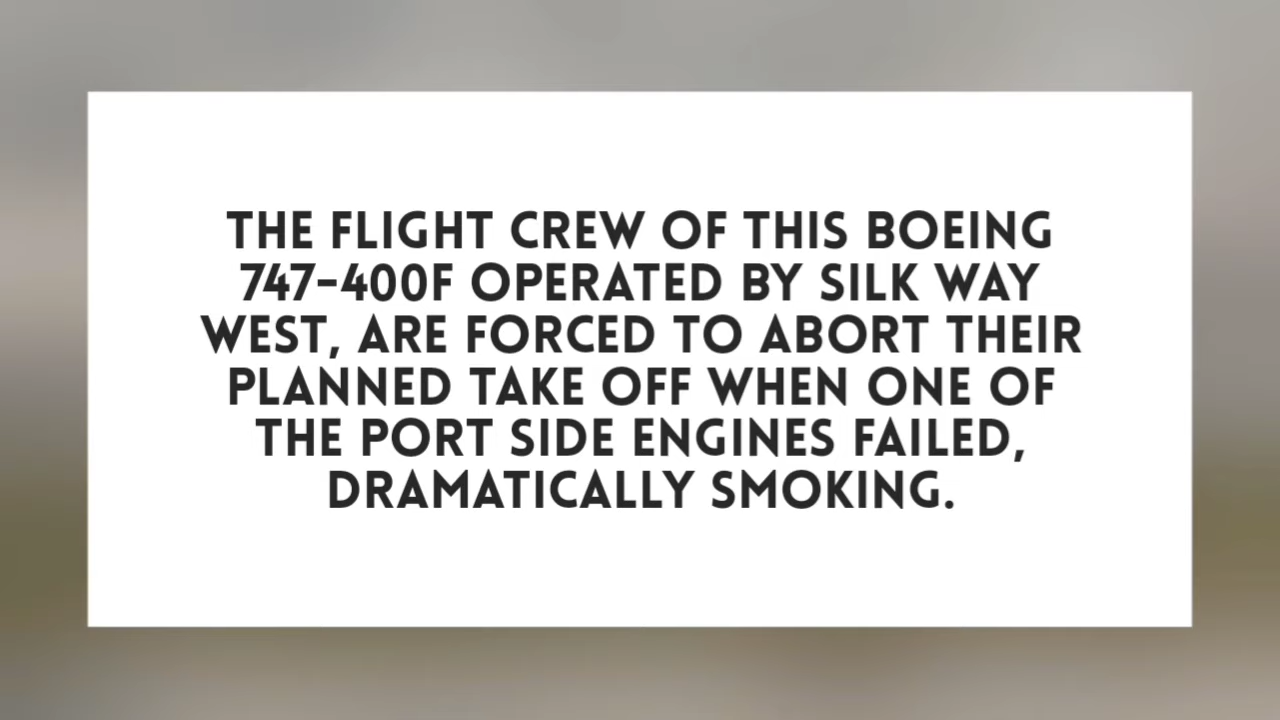 THE FLIGHT CREW OF THIS BOEING
747-400F OPERATED BY SILK WAY
WEST, ARE FORCED TO ABORT THEIR
PLANNED TAKE OFF WHEN ONE OF
THE PORT SIDE ENGINES FAILED,
DRAMATICALLY SMOKING.